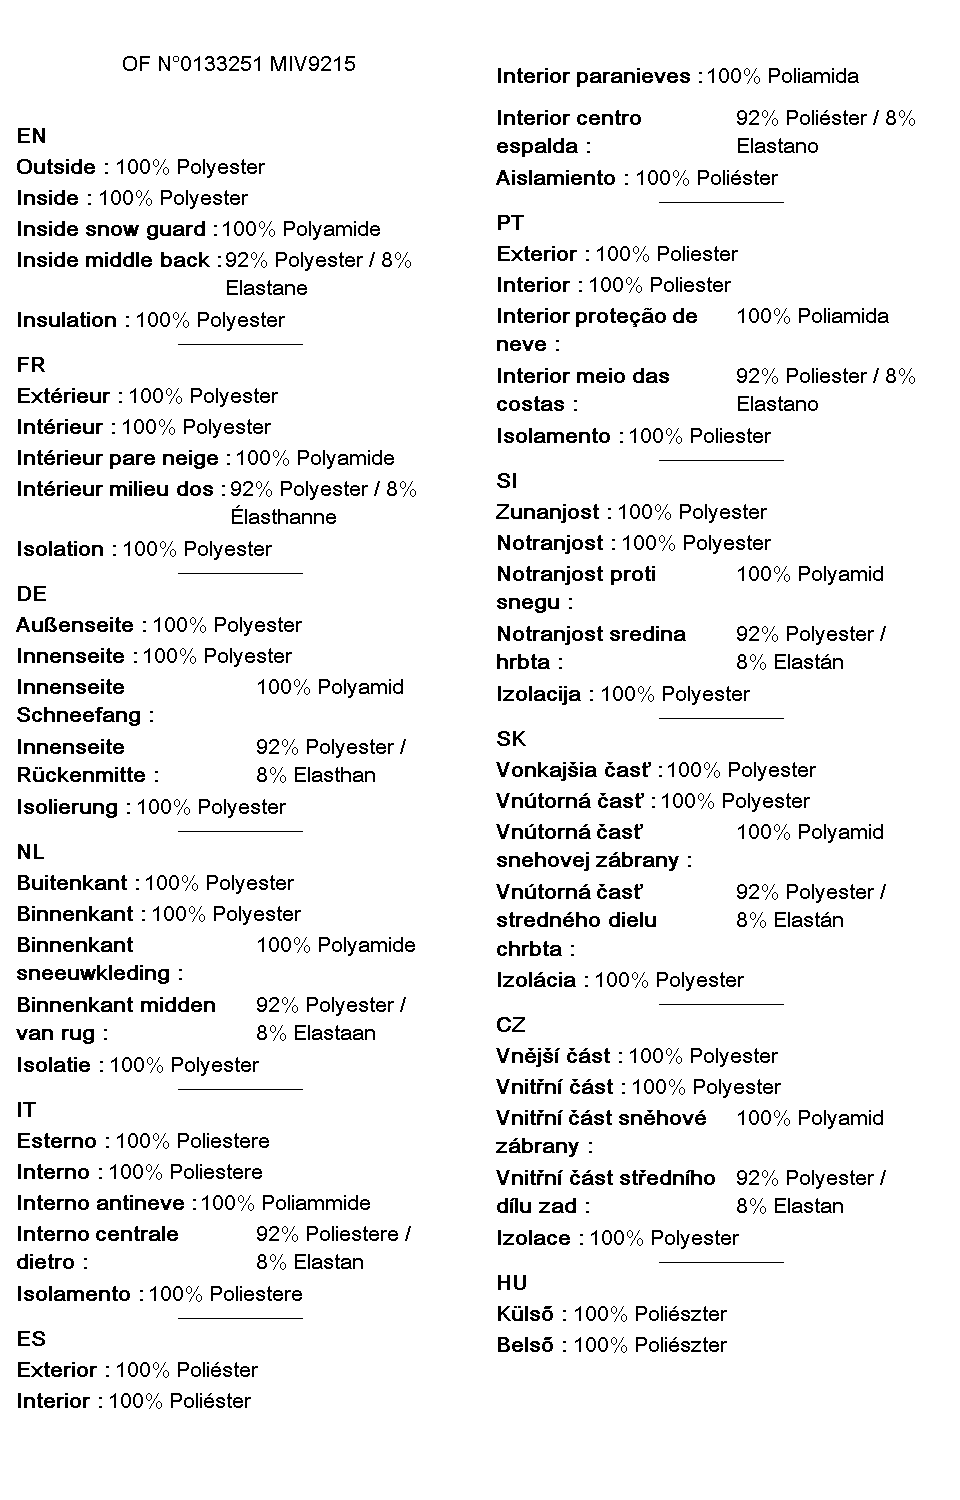 OF N°0133251 MIV9215
EN
Outside : 100% Polyester
Inside : 100% Polyester
Inside snow guard : 100% Polyamide
Inside middle back : 92% Polyester / 8%
Elastane
Insulation : 100% Polyester
FR
Extérieur : 100% Polyester
Intérieur : 100% Polyester
Intérieur pare neige : 100% Polyamide
Intérieur milieu dos : 92% Polyester / 8%
Élasthanne
Isolation : 100% Polyester
DE
Außenseite : 100% Polyester
Innenseite : 100% Polyester
Innenseite 100% Polyamid
Schneefang :
Innenseite 92% Polyester /
Rückenmitte : 8% Elasthan
Isolierung : 100% Polyester
NL
Buitenkant : 100% Polyester
Binnenkant : 100% Polyester
Binnenkant 100% Polyamide
sneeuwkleding :
Binnenkant midden 92% Polyester /
van rug : 8% Elastaan
Isolatie : 100% Polyester
IT
Esterno : 100% Poliestere
Interno : 100% Poliestere
Interno antineve : 100% Poliammide
Interno centrale 92% Poliestere /
dietro : 8% Elastan
Isolamento : 100% Poliestere
ES
Exterior : 100% Poliéster
Interior : 100% Poliéster
Interior paranieves : 100% Poliamida
Interior centro 92% Poliéster / 8%
espalda : Elastano
Aislamiento : 100% Poliéster
PT
Exterior : 100% Poliester
Interior : 100% Poliester
Interior proteção de 100% Poliamida
neve :
Interior meio das 92% Poliester / 8%
costas : Elastano
Isolamento : 100% Poliester
SI
Zunanjost : 100% Polyester
Notranjost : 100% Polyester
Notranjost proti 100% Polyamid
snegu :
Notranjost sredina 92% Polyester /
hrbta : 8% Elastán
Izolacija : 100% Polyester
SK
Vonkajšia časť : 100% Polyester
Vnútorná časť : 100% Polyester
Vnútorná časť 100% Polyamid
snehovej zábrany :
Vnútorná časť 92% Polyester /
stredného dielu 8% Elastán
chrbta :
Izolácia : 100% Polyester
CZ
Vnější část : 100% Polyester
Vnitřní část : 100% Polyester
Vnitřní část sněhové 100% Polyamid
zábrany :
Vnitřní část středního 92% Polyester /
dílu zad : 8% Elastan
Izolace : 100% Polyester
HU
Külsõ : 100% Poliészter
Belsõ : 100% Poliészter